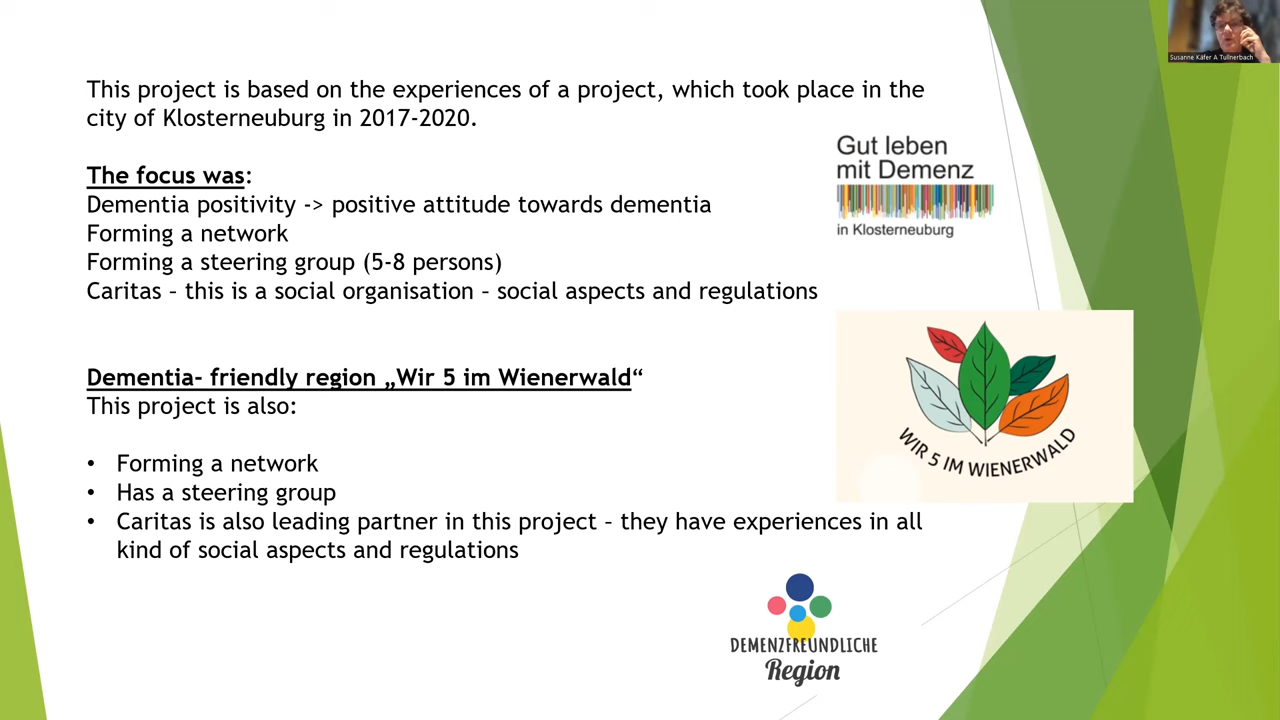 Susanne Käfer A Tullnerbach
This project is based on the experiences of a project, which took place in the
city of Klosterneuburg in 2017-2020.
The focus was:
Dementia positivity -> positive attitude towards dementia
Forming a network
Forming a steering group (5-8 persons)
Caritas – this is a social organisation – social aspects and regulations
Gut leben
mit Demenz
in Klosterneuburg
Dementia- friendly region „Wir 5 im Wienerwald“
This project is also:
• Forming a network
• Has a steering group
• Caritas is also leading partner in this project – they have experiences in all
kind of social aspects and regulations
WIR 5 IM WIENERWALD
DEMENZFREUNDLICHE
Region